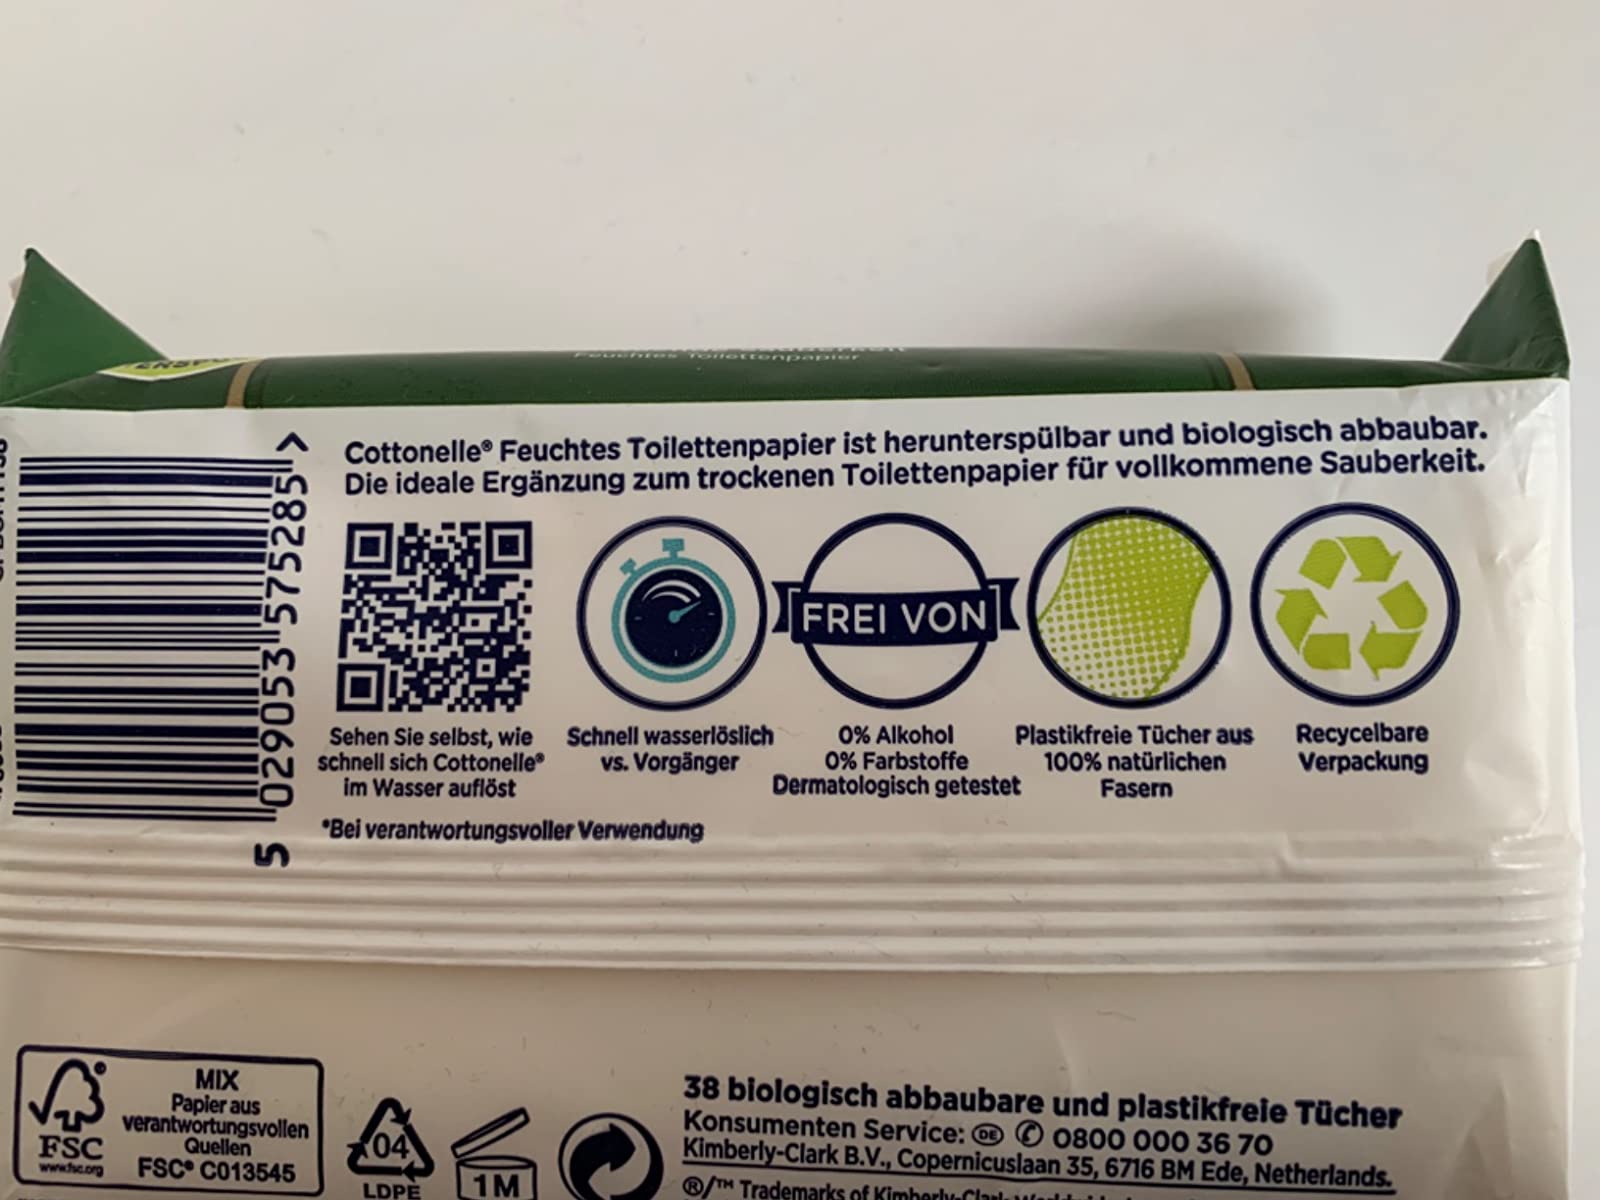 Feuchtes Toilettenpapier
Cottonelle® Feuchtes Toilettenpapier ist herunterspülbar und biologisch abbaubar.
Die ideale Ergänzung zum trockenen Toilettenpapier für vollkommene Sauberkeit.
5 029053 575285 >
Sehen Sie selbst, wie
schnell sich Cottonelle®
im Wasser auflöst
Schnell wasserlöslich
vs. Vorgänger
FREI VON
0% Alkohol
0% Farbstoffe
Dermatologisch getestet
Plastikfreie Tücher aus
100% natürlichen
Fasern
Recycelbare
Verpackung
*Bei verantwortungsvoller Verwendung
FSC
www.fsc.org
MIX
Papier aus
verantwortungsvollen
Quellen
FSC® C013545
04
LDPE
1M
38 biologisch abbaubare und plastikfreie Tücher
Konsumenten Service: DE ✆ 0800 000 36 70
Kimberly-Clark B.V., Copernicuslaan 35, 6716 BM Ede, Netherlands.
®/™ Trademarks of